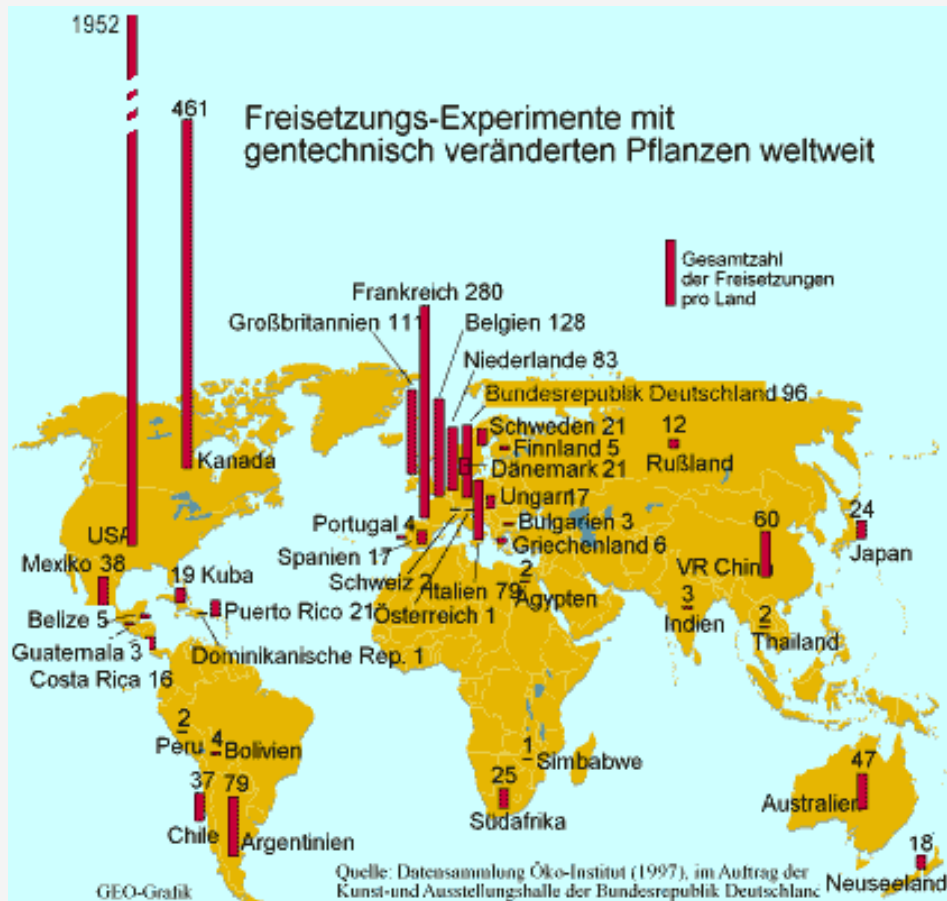 1952
461
Freisetzungs-Experimente mit
gentechnisch veränderten Pflanzen weltweit
Gesamtzahl
der Freisetzungen
pro Land
Frankreich 280
Großbritannien 111
Belgien 128
Niederlande 83
Bundesrepublik Deutschland 96
Schweden 21
Finnland 5
Dänemark 21
12
Rußland
Kanada
USA
Ungarn 17
Bulgarien 3
Griechenland 6
Portugal 4
Spanien 17
Schweiz 2
Österreich 1
Italien 79
2
Ägypten
60
VR China
24
Japan
3
Indien
2
Thailand
Mexiko 38
19 Kuba
Belize 5
Puerto Rico 21
Guatemala 3
Dominikanische Rep. 1
Costa Rica 16
2
Peru
4
Bolivien
37
Chile
79
Argentinien
1
Simbabwe
25
Südafrika
47
Australien
18
Neuseeland
GEO-Grafik
Quelle: Datensammlung Öko-Institut (1997), im Auftrag der
Kunst-und Ausstellungshalle der Bundesrepublik Deutschland